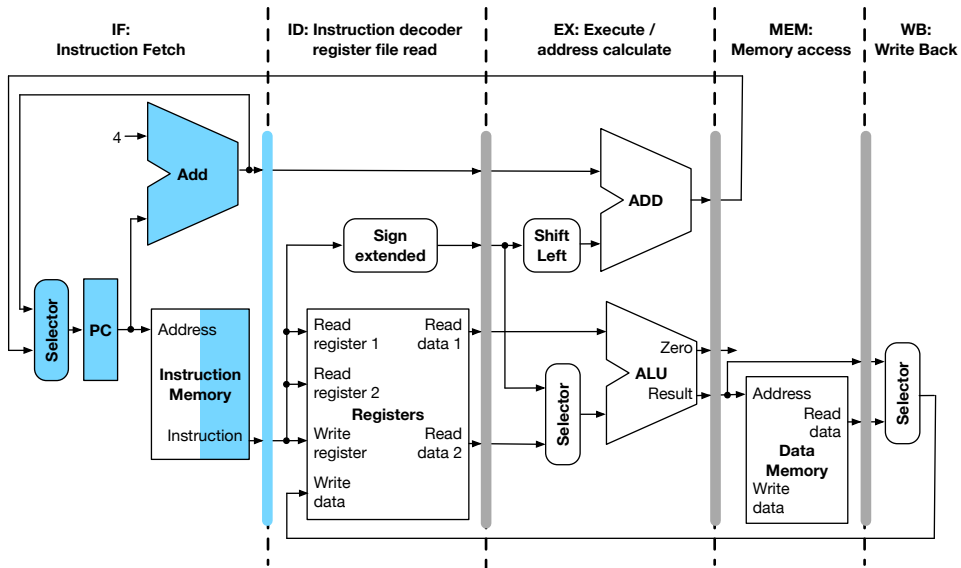 IF:
Instruction Fetch
ID: Instruction decoder
register file read
EX: Execute /
address calculate
MEM:
Memory access
WB:
Write Back
4
Add
ADD
Sign
extended
Shift
Left
Selector
PC
Address
Instruction
Memory
Instruction
Read
register 1
Read
data 1
Read
register 2
Registers
Write
register
Read
data 2
Write
data
Selector
Zero
ALU
Result
Address
Read
data
Data
Memory
Write
data
Selector